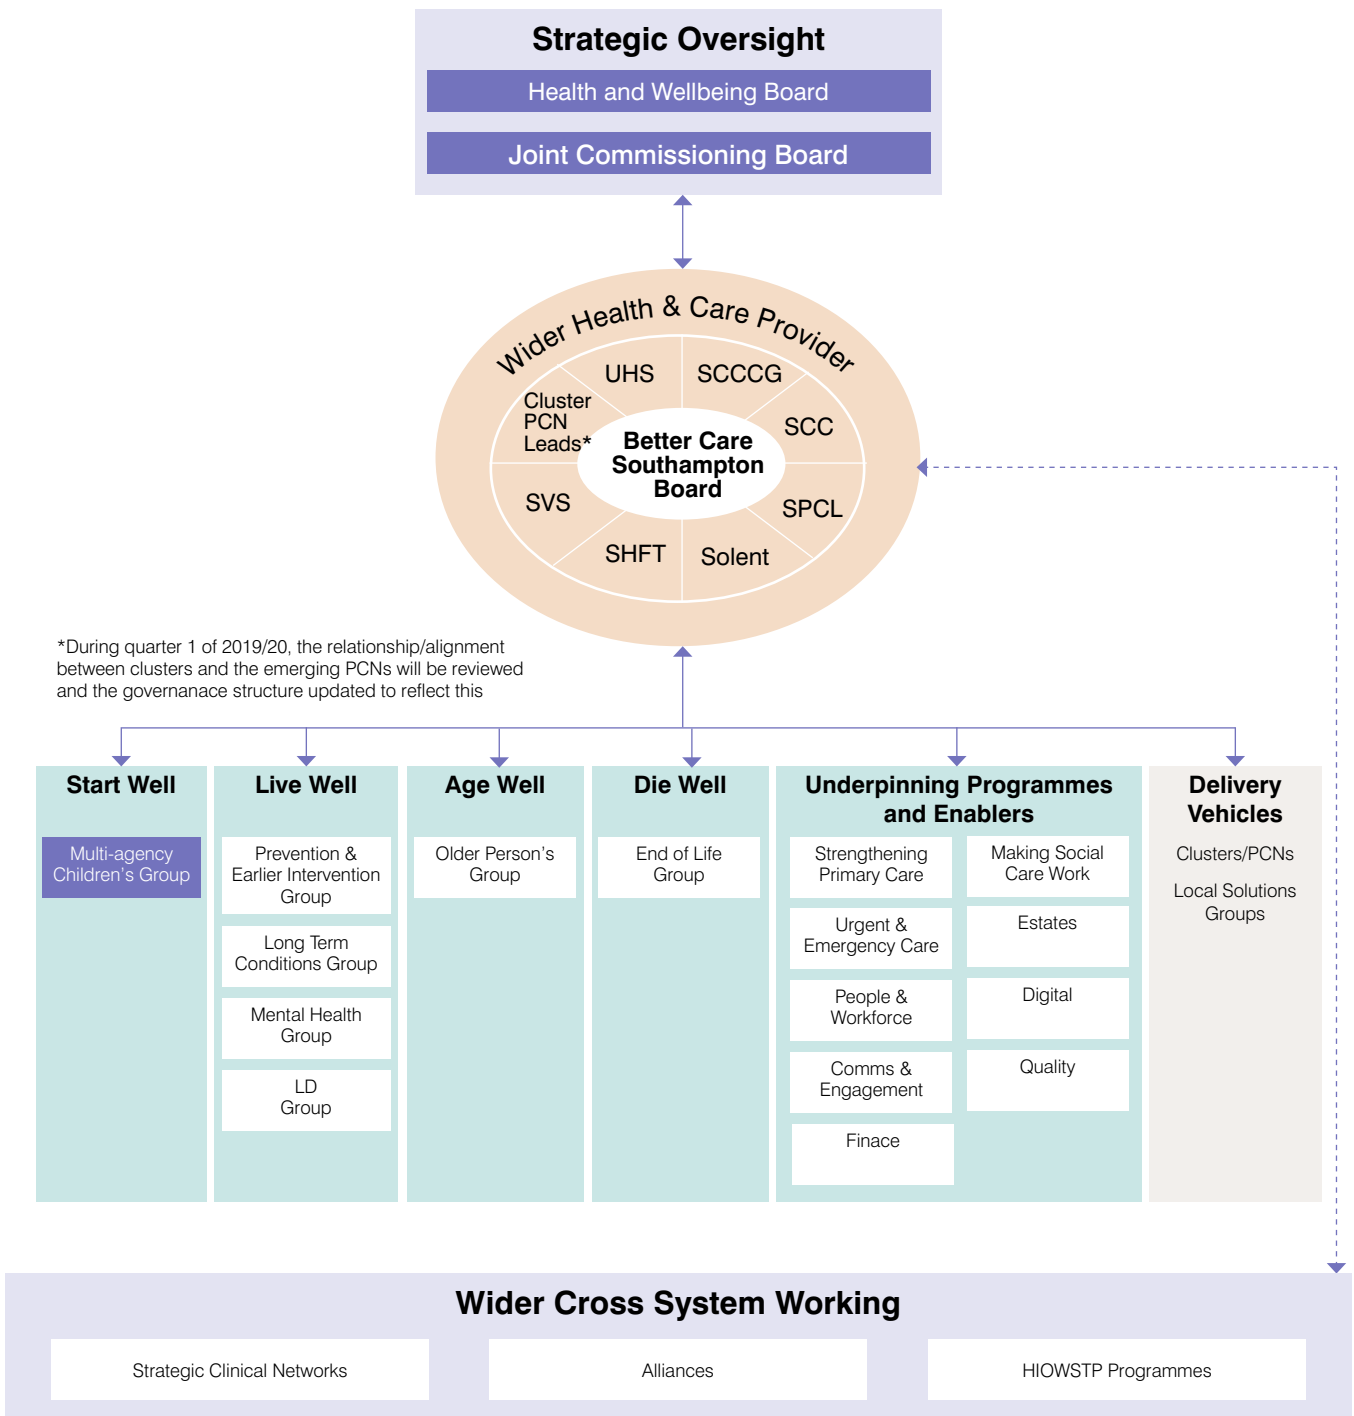 Strategic Oversight
Health and Wellbeing Board
Joint Commissioning Board
Wider Health & Care Provider
UHS
SCCCG
Cluster
PCN
Leads*
SCC
Better Care
Southampton
Board
SVS
SPCL
SHFT
Solent
*During quarter 1 of 2019/20, the relationship/alignment
between clusters and the emerging PCNs will be reviewed
and the governanace structure updated to reflect this
Start Well
Multi-agency
Children's Group
Live Well
Prevention &
Earlier Intervention
Group
Long Term
Conditions Group
Mental Health
Group
LD
Group
Age Well
Older Person's
Group
Die Well
End of Life
Group
Underpinning Programmes
and Enablers
Strengthening
Primary Care
Urgent &
Emergency Care
People &
Workforce
Comms &
Engagement
Finace
Making Social
Care Work
Estates
Digital
Quality
Delivery
Vehicles
Clusters/PCNs
Local Solutions
Groups
Wider Cross System Working
Strategic Clinical Networks
Alliances
HIOWSTP Programmes